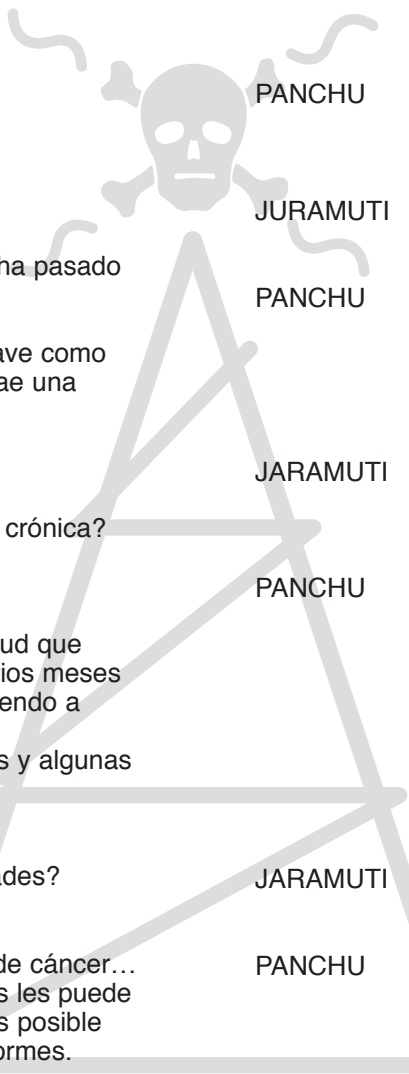 ha pasado
ave como
ae una
crónica?
ud que
ios meses
endo a
s y algunas
ades?
de cáncer…
s les puede
s posible
ormes.
PANCHU
JURAMUTI
PANCHU
JARAMUTI
PANCHU
JARAMUTI
PANCHU